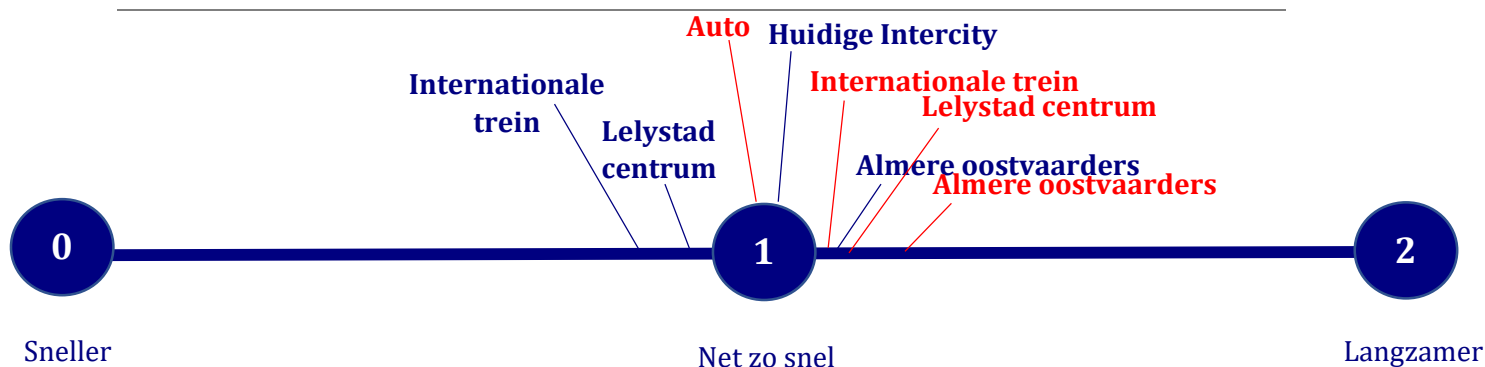 Auto
Huidige Intercity
Internationale
trein
Internationale trein
Lelystad centrum
Lelystad
centrum
Almere oostvaarders
Almere oostvaarders
0
1
2
Sneller
Net zo snel
Langzamer